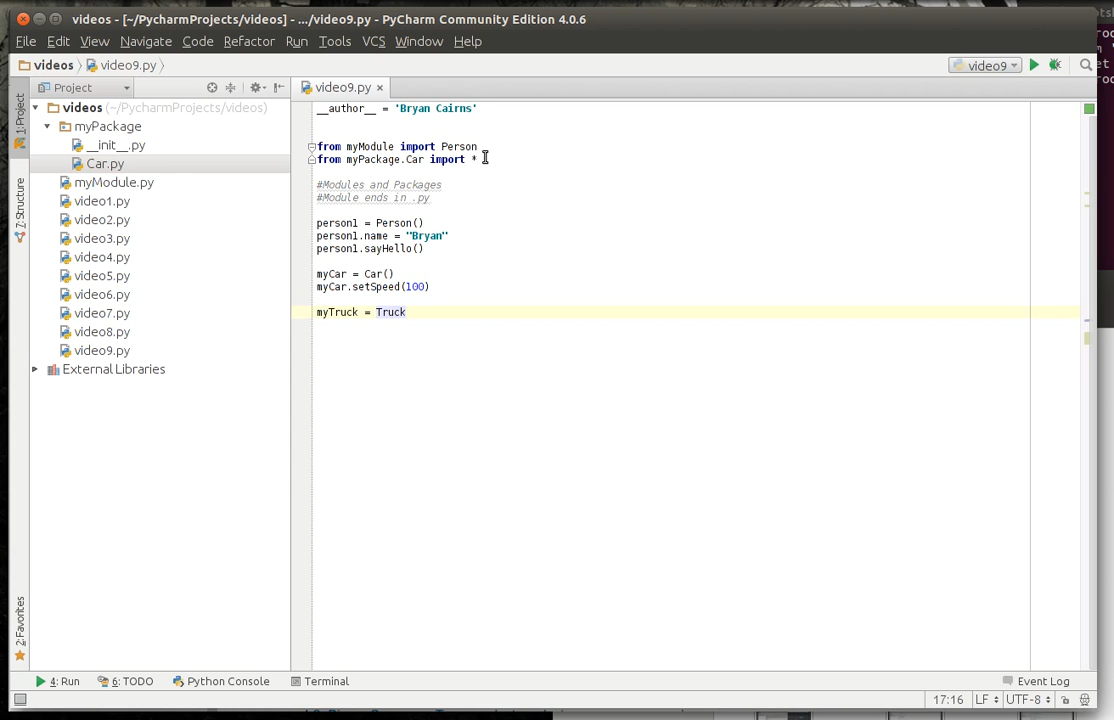 videos - [~/PycharmProjects/videos] - .../video9.py - PyCharm Community Edition 4.0.6
File Edit View Navigate Code Refactor Run Tools VCS Window Help
videos video9.py video9
Project video9.py
1: Project
7: Structure
2: Favorites
videos (~/PycharmProjects/videos)
myPackage
__init__.py
Car.py
myModule.py
video1.py
video2.py
video3.py
video4.py
video5.py
video6.py
video7.py
video8.py
video9.py
External Libraries
__author__ = 'Bryan Cairns'
from myModule import Person
from myPackage.Car import *
#Modules and Packages
#Module ends in .py
person1 = Person()
person1.name = "Bryan"
person1.sayHello()
myCar = Car()
myCar.setSpeed(100)
myTruck = Truck
4: Run 6: TODO Python Console Terminal Event Log
17:16 LF UTF-8